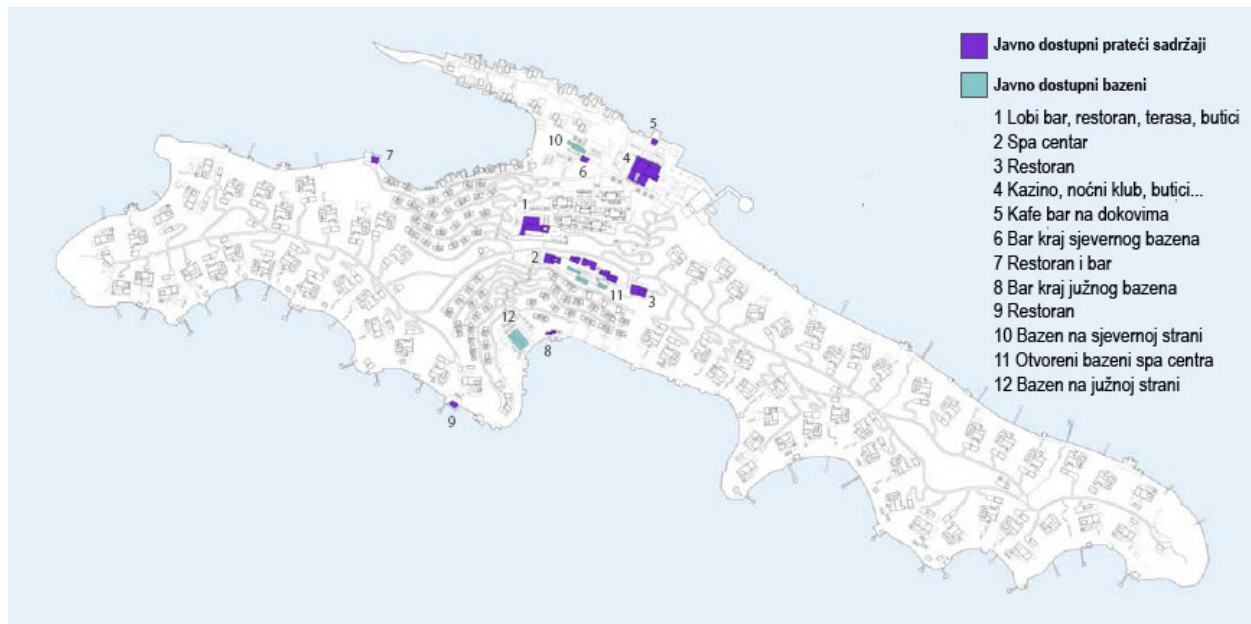 Javno dostupni prateći sadržaji
Javno dostupni bazeni
1 Lobi bar, restoran, terasa, butici
2 Spa centar
3 Restoran
4 Kazino, noćni klub, butici...
5 Kafe bar na dokovima
6 Bar kraj sjevernog bazena
7 Restoran i bar
8 Bar kraj južnog bazena
9 Restoran
10 Bazen na sjevernoj strani
11 Otvoreni bazeni spa centra
12 Bazen na južnoj strani
5
10
4
7
6
1
2
11
3
12
8
9